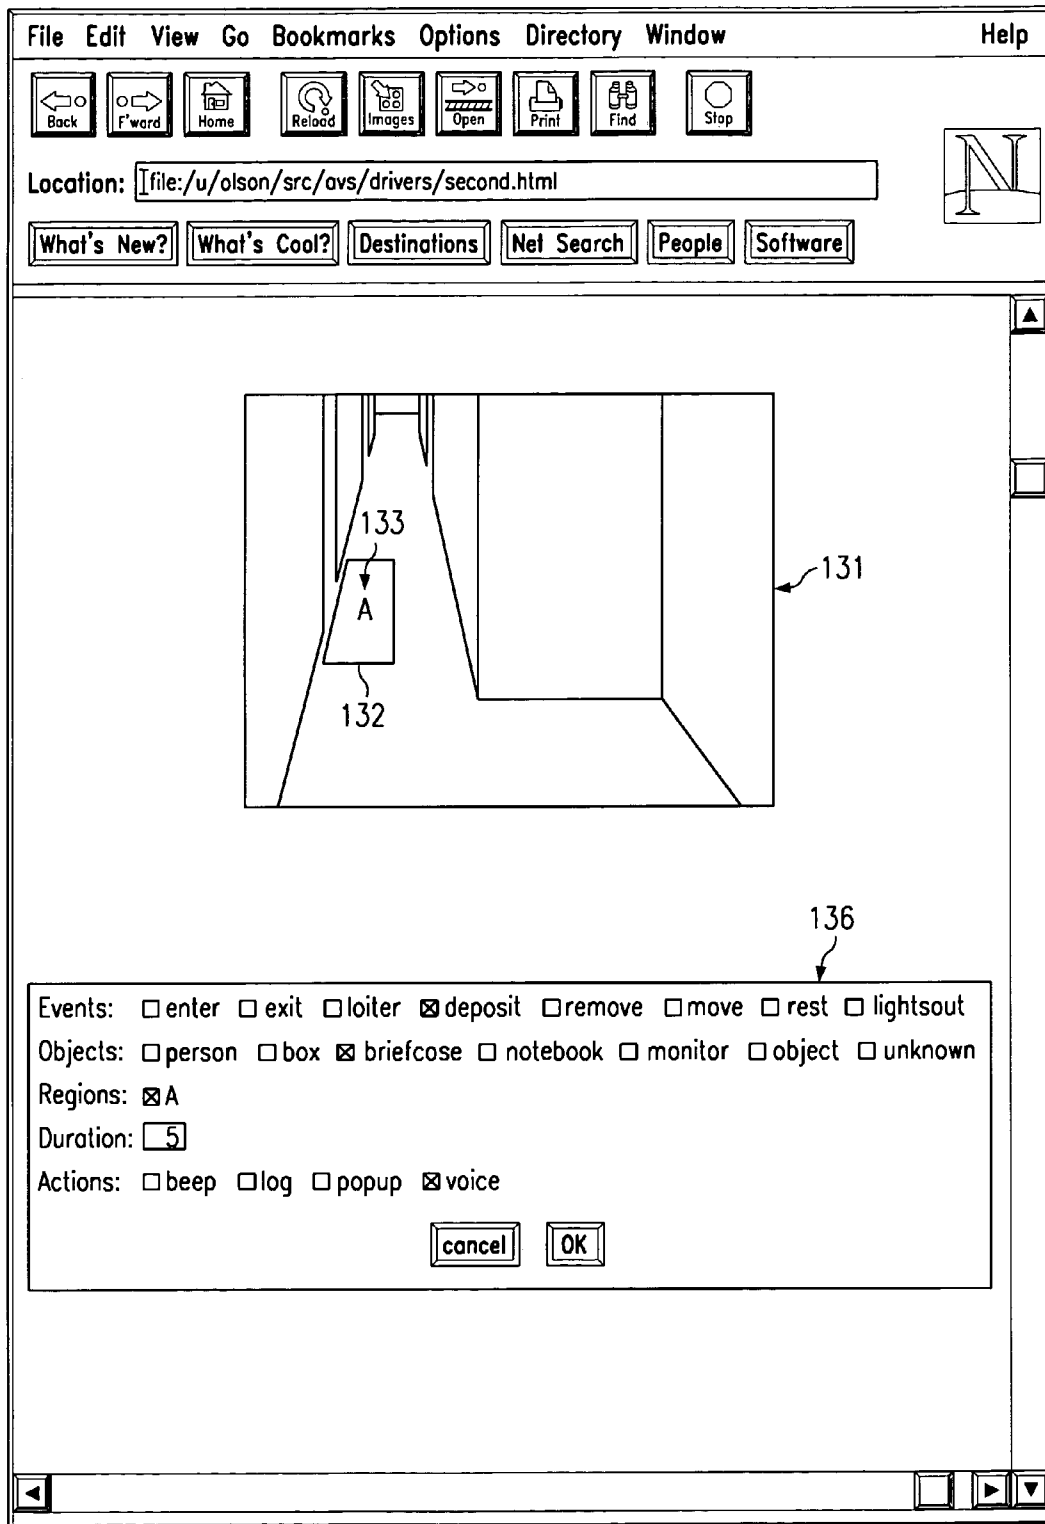 File Edit View Go Bookmarks Options Directory Window Help
Back F'ward Home Reload Images Open Print Find Stop
N
Location: file:/u/olson/src/avs/drivers/second.html
What's New? What's Cool? Destinations Net Search People Software
133
A
131
132
136
Events: enter exit loiter deposit remove move rest lightsout
Objects: person box briefcose notebook monitor object unknown
Regions: A
Duration: 5
Actions: beep log popup voice
cancel OK